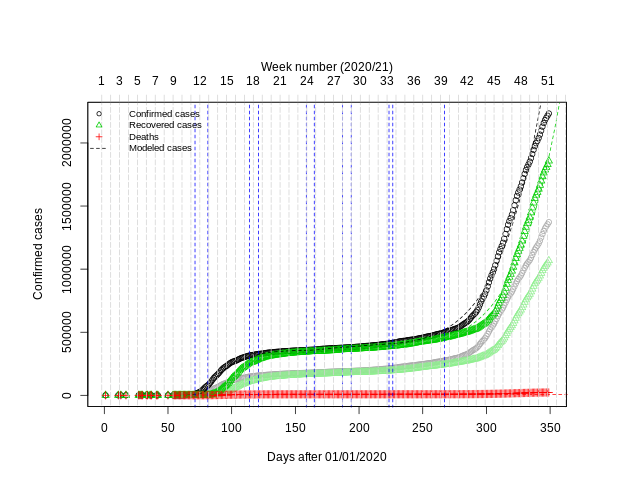 Week number (2020/21)
1 3 5 7 9 12 15 18 21 24 27 30 33 36 39 42 45 48 51
Confirmed cases
Recovered cases
Deaths
Modeled cases
Confirmed cases
0 500000 1000000 1500000 2000000
0 50 100 150 200 250 300 350
Days after 01/01/2020